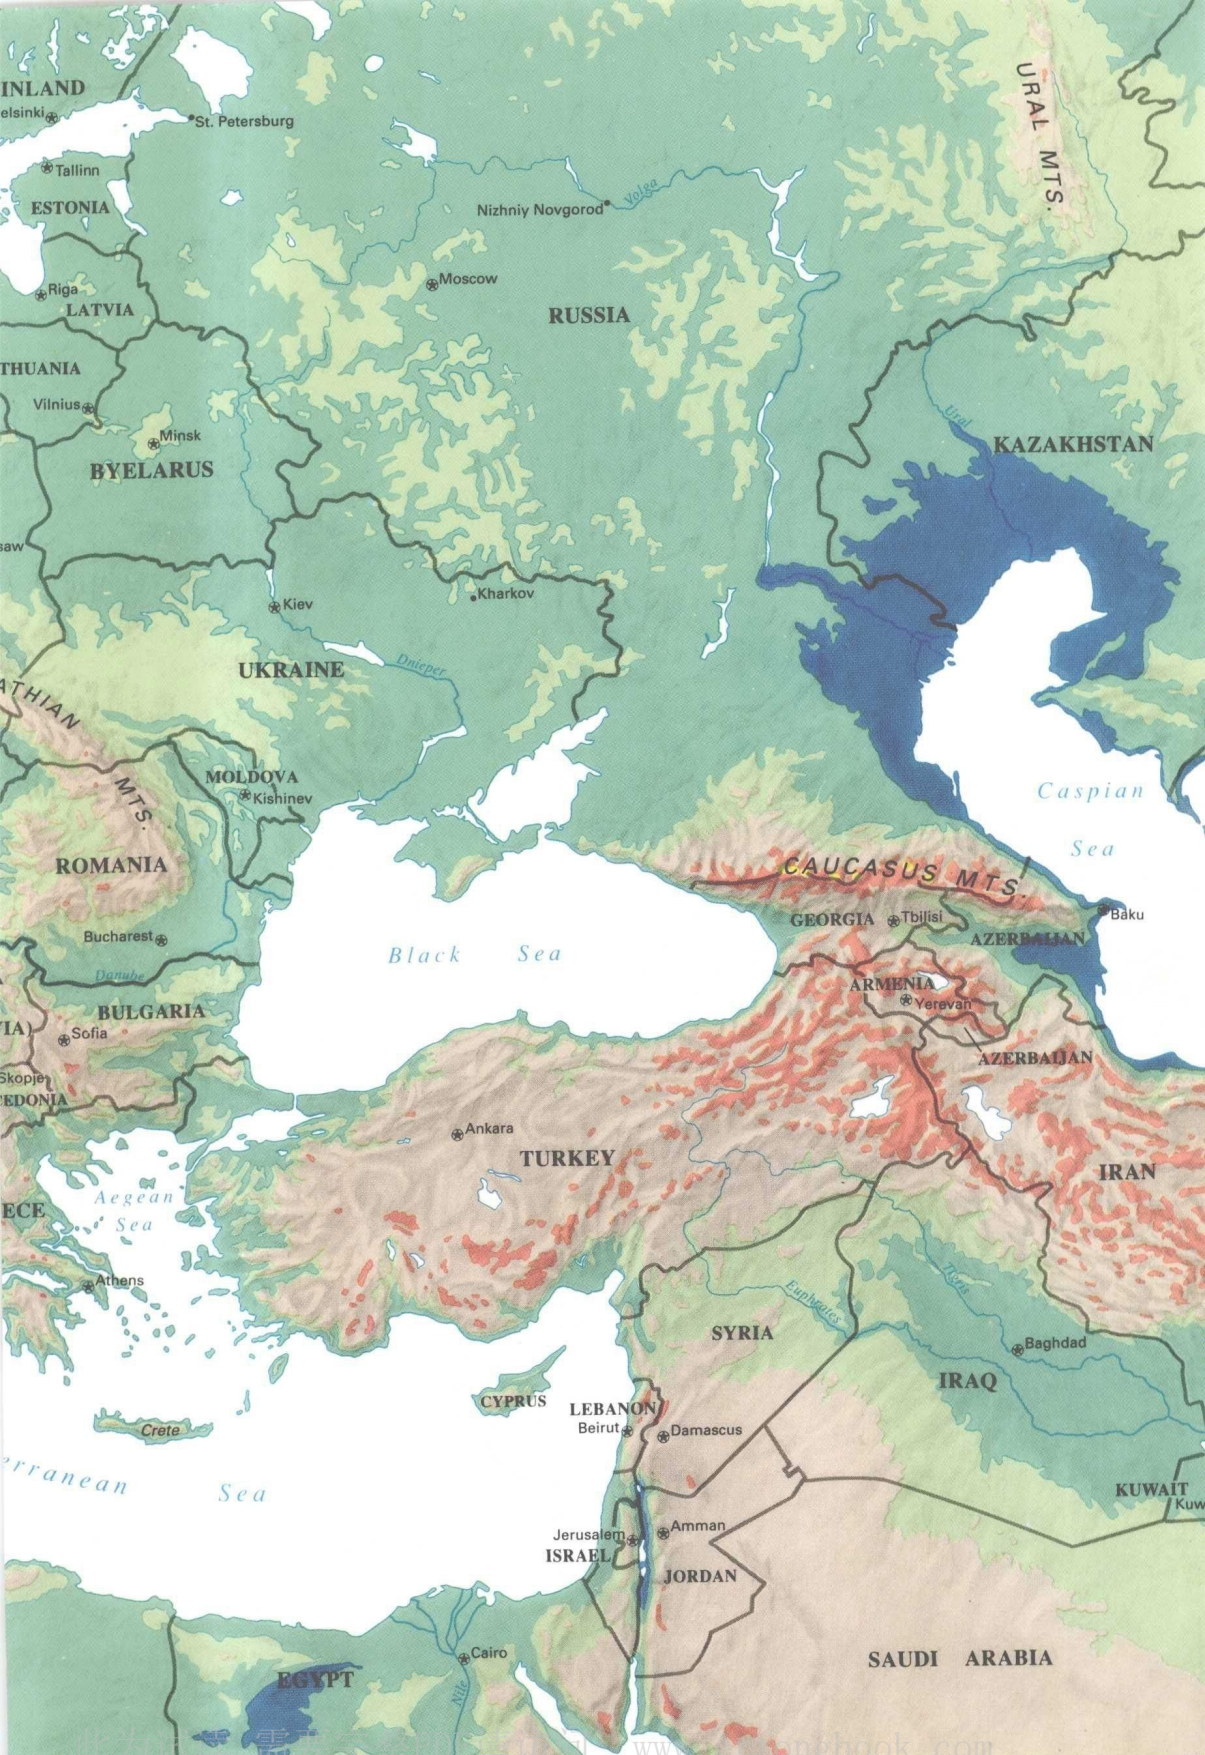 INLAND
elsinki
St. Petersburg
Tallinn
ESTONIA
Riga
LATVIA
THUANIA
Vilnius
Minsk
BYELARUS
saw
URAL MTS.
Nizhniy Novgorod
Volga
Moscow
RUSSIA
Ural
KAZAKHSTAN
Kiev
Kharkov
UKRAINE
Dnieper
ATHIAN
MTS.
MOLDOVA
Kishinev
ROMANIA
Bucharest
Danube
BULGARIA
Sofia
VIA)
Skopje
EDONIA
Caspian
Sea
CAUCASUS MTS.
GEORGIA
Tbilisi
Baku
AZERBAIJAN
ARMENIA
Yerevan
AZERBAIJAN
Black Sea
Ankara
TURKEY
IRAN
Aegean
Sea
ECE
Athens
Crete
CYPRUS
erranean Sea
Euphrates
Tigris
SYRIA
Baghdad
IRAQ
LEBANON
Beirut
Damascus
KUWAIT
Kuw
Jerusalem
ISRAEL
Amman
JORDAN
SAUDI ARABIA
Cairo
EGYPT
Nile